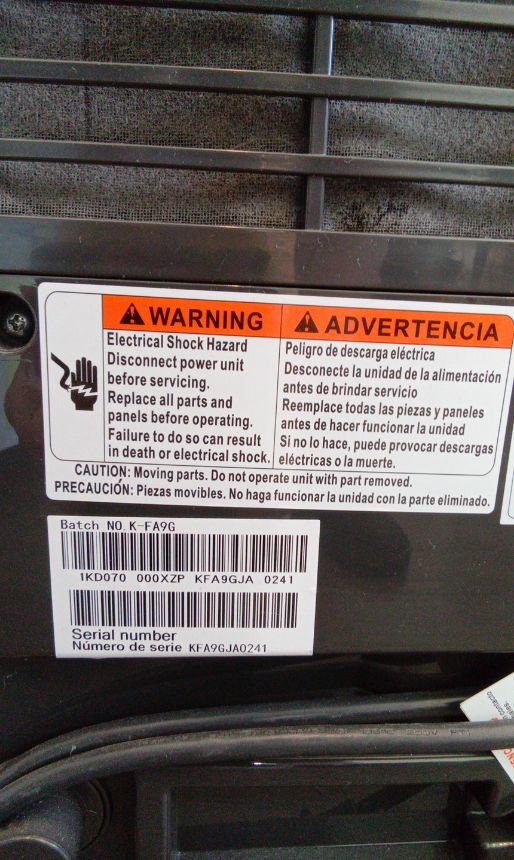 WARNING
Electrical Shock Hazard
Disconnect power unit
before servicing.
Replace all parts and
panels before operating.
Failure to do so can result
in death or electrical shock.
ADVERTENCIA
Peligro de descarga eléctrica
Desconecte la unidad de la alimentación
antes de brindar servicio
Reemplace todas las piezas y paneles
antes de hacer funcionar la unidad
Si no lo hace, puede provocar descargas
eléctricas o la muerte.
CAUTION: Moving parts. Do not operate unit with part removed.
PRECAUCIÓN: Piezas movibles. No haga funcionar la unidad con la parte eliminado.
Batch NO. K-FA9G
1KD070 000XZP KFA9GJA 0241
Serial number
Número de serie KFA9GJA0241